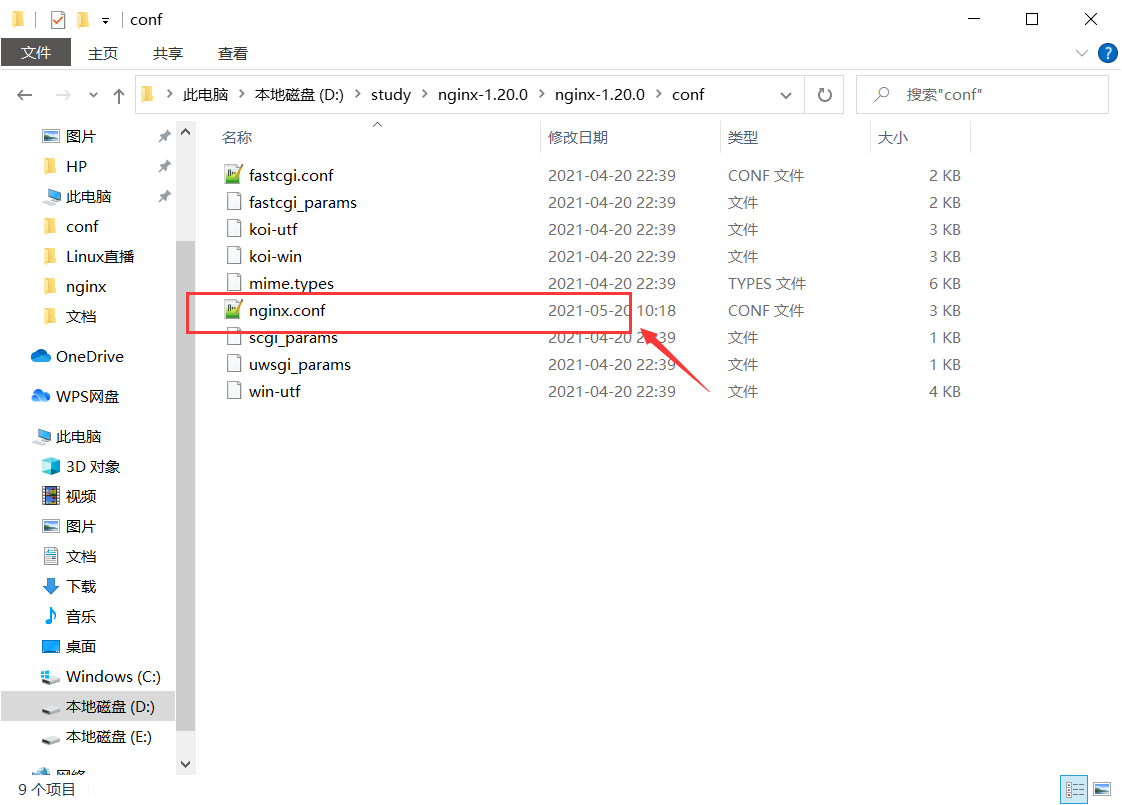 conf
文件 主页 共享 查看
此电脑 本地磁盘 (D:) study nginx-1.20.0 nginx-1.20.0 conf 搜索"conf"
图片
HP
此电脑
conf
Linux直播
nginx
文档
OneDrive
WPS网盘
此电脑
3D 对象
视频
图片
文档
下载
音乐
桌面
Windows (C:)
本地磁盘 (D:)
本地磁盘 (E:)
网络
名称 修改日期 类型 大小
fastcgi.conf 2021-04-20 22:39 CONF 文件 2 KB
fastcgi_params 2021-04-20 22:39 文件 2 KB
koi-utf 2021-04-20 22:39 文件 3 KB
koi-win 2021-04-20 22:39 文件 3 KB
mime.types 2021-04-20 22:39 TYPES 文件 6 KB
nginx.conf 2021-05-20 10:18 CONF 文件 3 KB
scgi_params 2021-04-20 22:39 文件 1 KB
uwsgi_params 2021-04-20 22:39 文件 1 KB
win-utf 2021-04-20 22:39 文件 4 KB
9 个项目